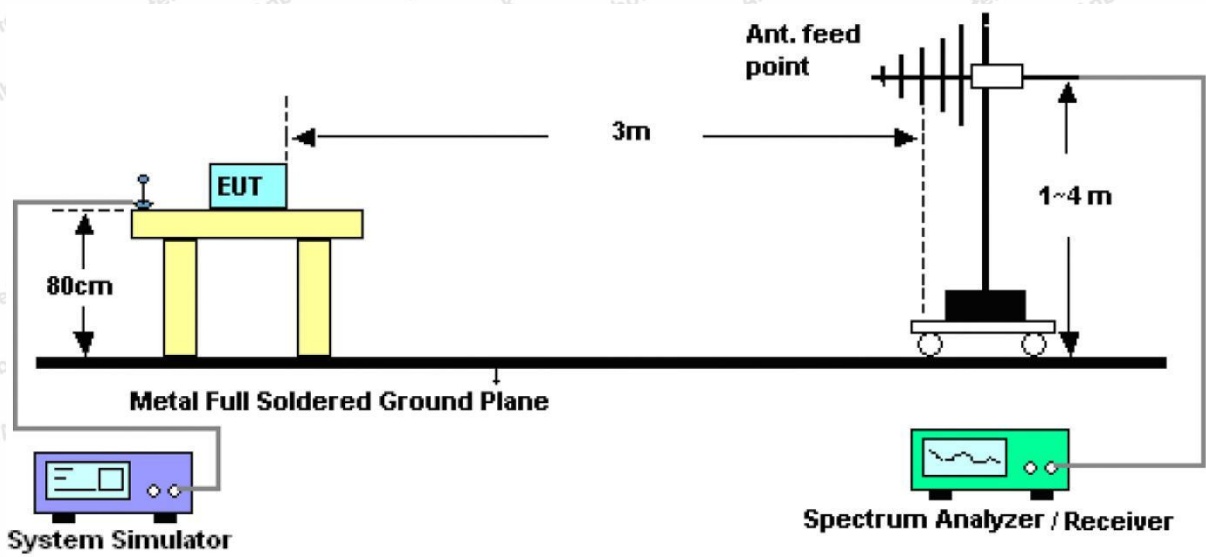 Ant. feed
point
3m
EUT
1~4 m
80cm
Metal Full Soldered Ground Plane
System Simulator
Spectrum Analyzer / Receiver